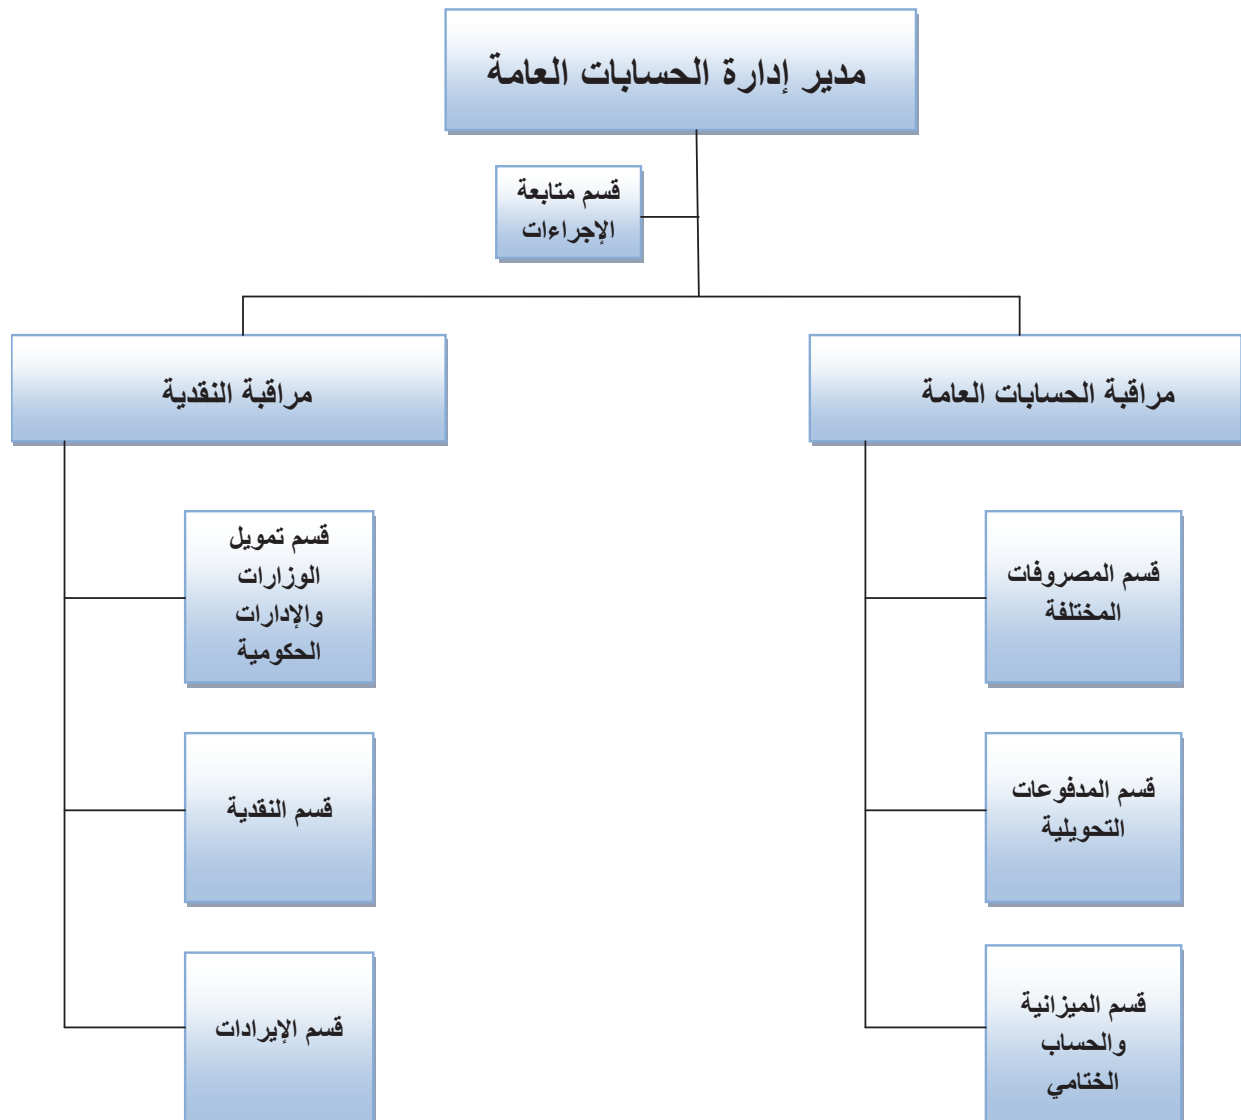 مدير إدارة الحسابات العامة
قسم متابعة
الإجراءات
مراقبة الحسابات العامة
مراقبة النقدية
قسم المصروفات
المختلفة
قسم المدفوعات
التحويلية
قسم الميزانية
والحساب
الختامي
قسم تمويل
الوزارات
والإدارات
الحكومية
قسم النقدية
قسم الإيرادات